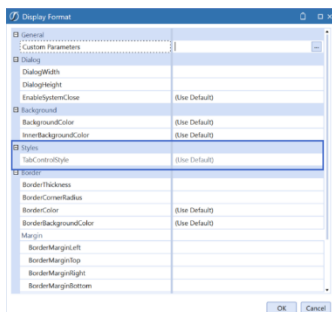 Display Format
General
Custom Parameters ...
Dialog
DialogWidth
DialogHeight
EnableSystemClose (Use Default)
Background
BackgroundColor (Use Default)
InnerBackgroundColor (Use Default)
Styles
TabControlStyle (Use Default)
Border
BorderThickness
BorderCornerRadius
BorderColor (Use Default)
BorderBackgroundColor (Use Default)
Margin
BorderMarginLeft
BorderMarginTop
BorderMarginRight
BorderMarginBottom
OK Cancel